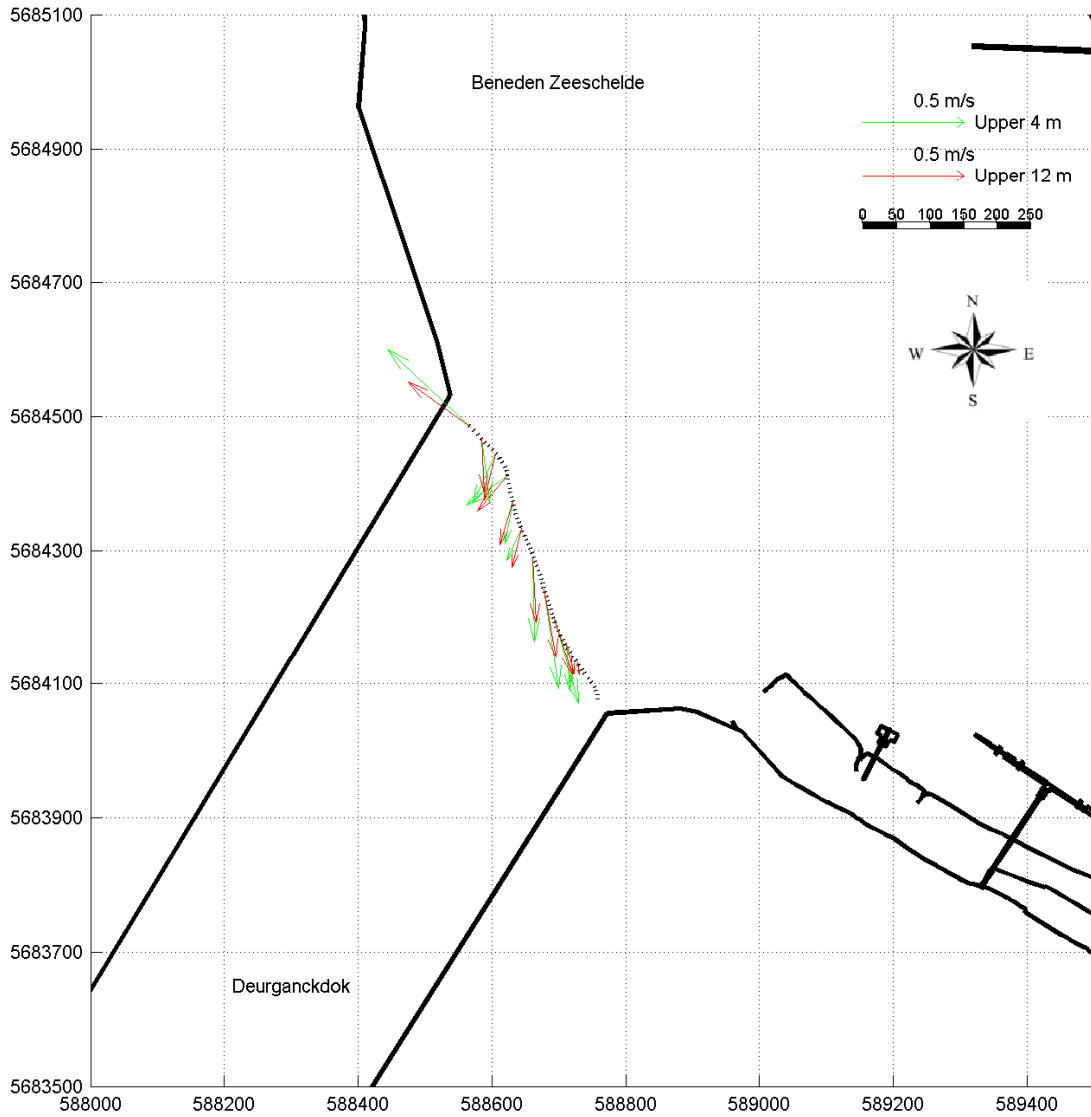 5685100
Beneden Zeeschelde
0.5 m/s
Upper 4 m
5684900
0.5 m/s
Upper 12 m
0 50 100 150 200 250
5684700
N
W E
S
5684500
5684300
5684100
5683900
5683700
Deurganckdok
5683500
588000 588200 588400 588600 588800 589000 589200 589400